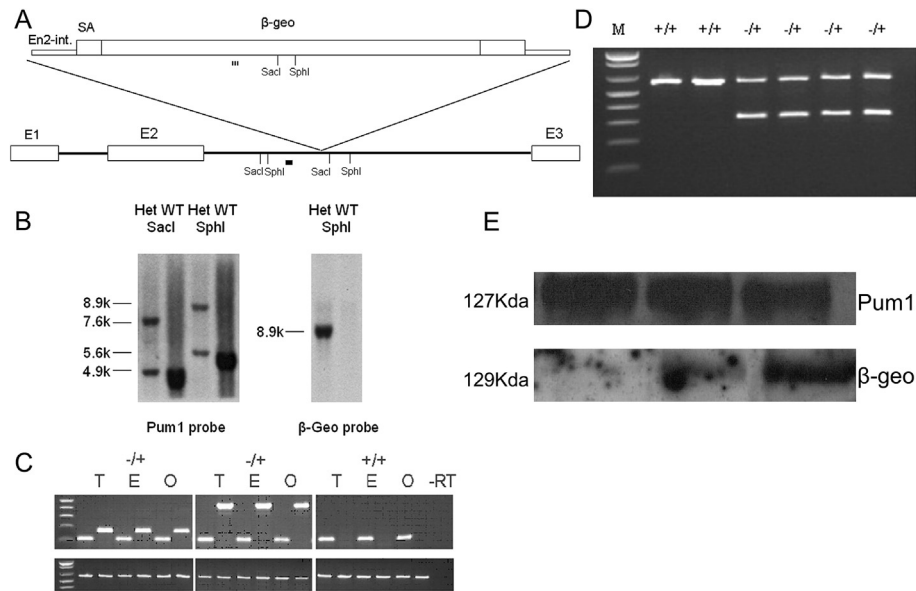 A
En2-int.
SA
β-geo
SacI SphI
E1
E2
E3
SacI SphI
SacI SphI
B
Het WT Het WT
SacI SphI
8.9k
7.6k
5.6k
4.9k
Pum1 probe
Het WT
SphI
8.9k
β-Geo probe
C
-/+ -/+ +/+
T E O T E O T E O -RT
D
M +/+ +/+ -/+ -/+ -/+ -/+
E
127Kda Pum1
129Kda β-geo